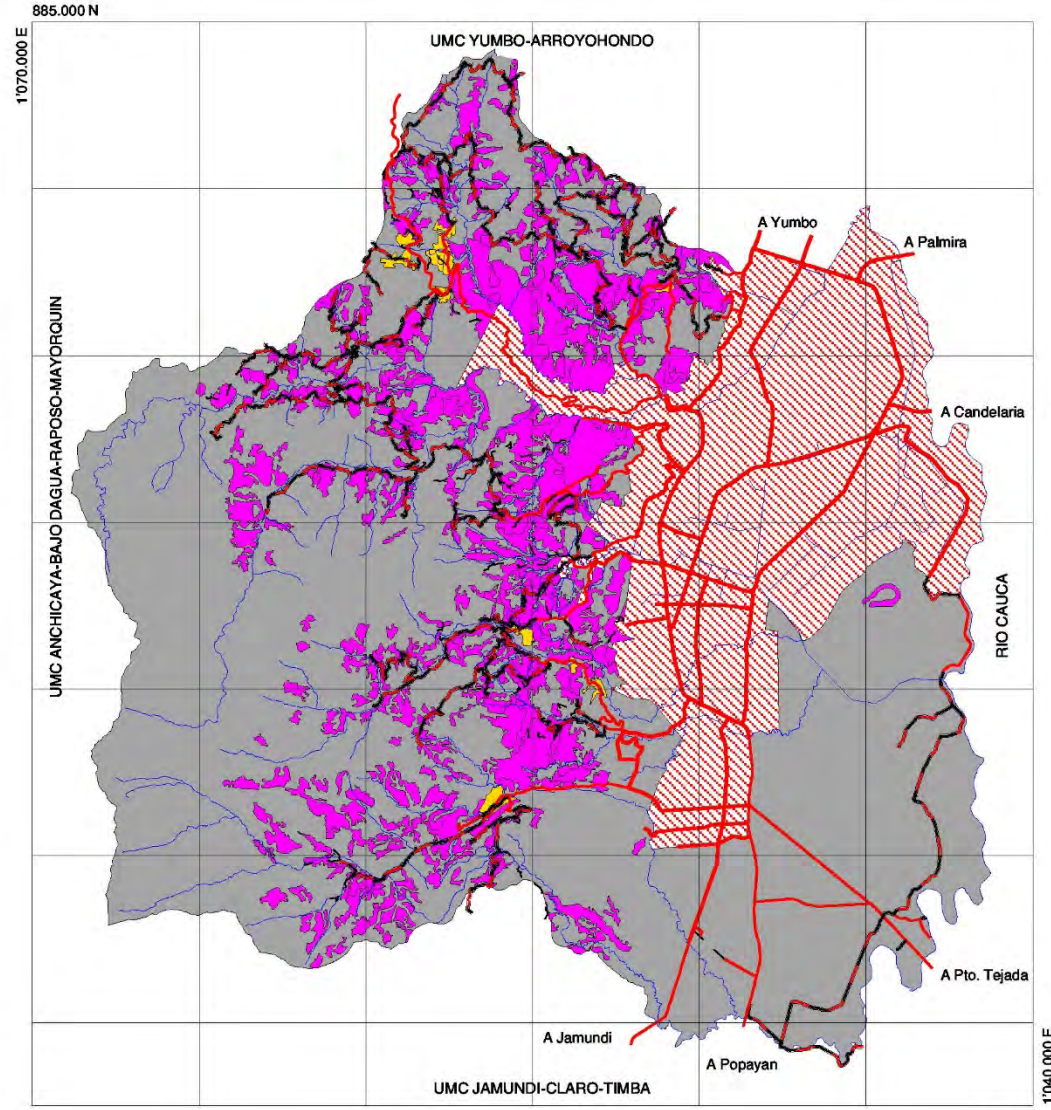 885.000 N
1'070.000 E
UMC YUMBO-ARROYOHONDO
A Yumbo
A Palmira
UMC ANCHICAYA-BAJO DAGUA-RAPOSO-MAYORQUIN
A Candelaria
RIO CAUCA
A Pto. Tejada
A Jamundi
A Popayan
UMC JAMUNDI-CLARO-TIMBA
1'040.000 E